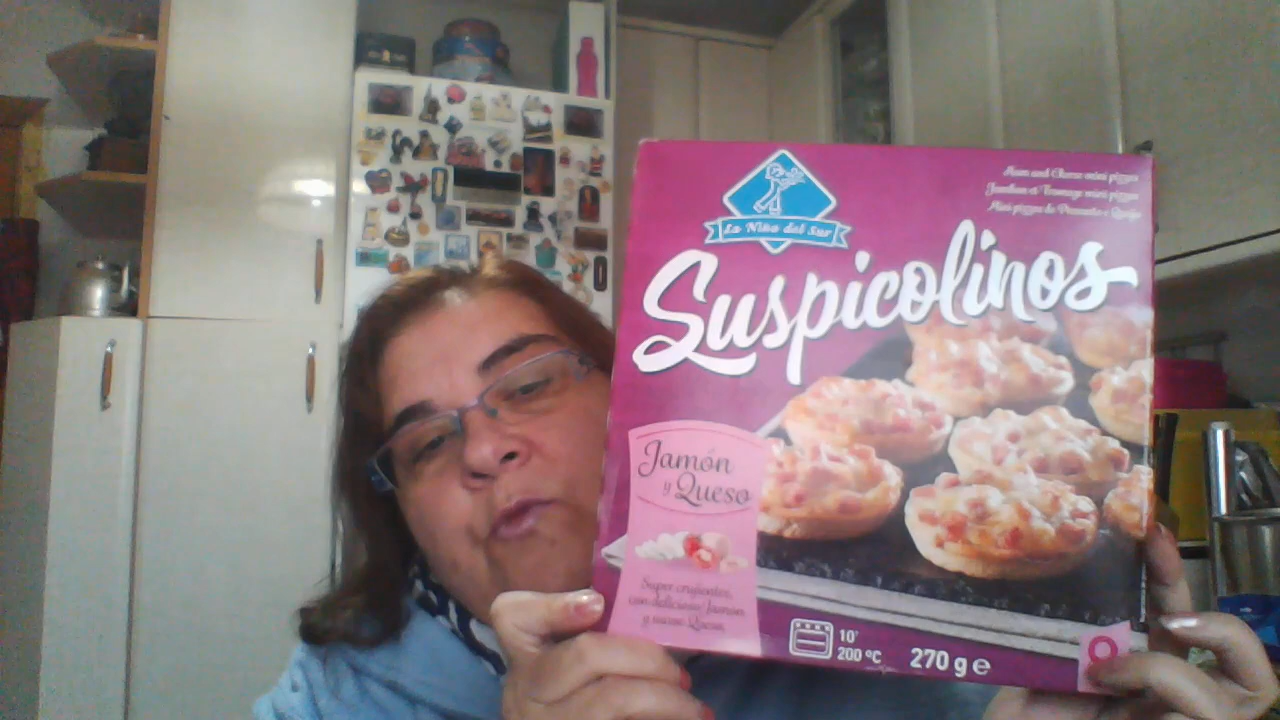 La Niña del Sur
Ham and Cheese mini pizzas
Jambon et Fromage mini pizzas
Mini pizzas de Presunto e Queijo
Suspicolinos
Jamón
y Queso
Super crujientes,
con delicioso Jamón
y suave Queso
10'
200 ºC
270 g e